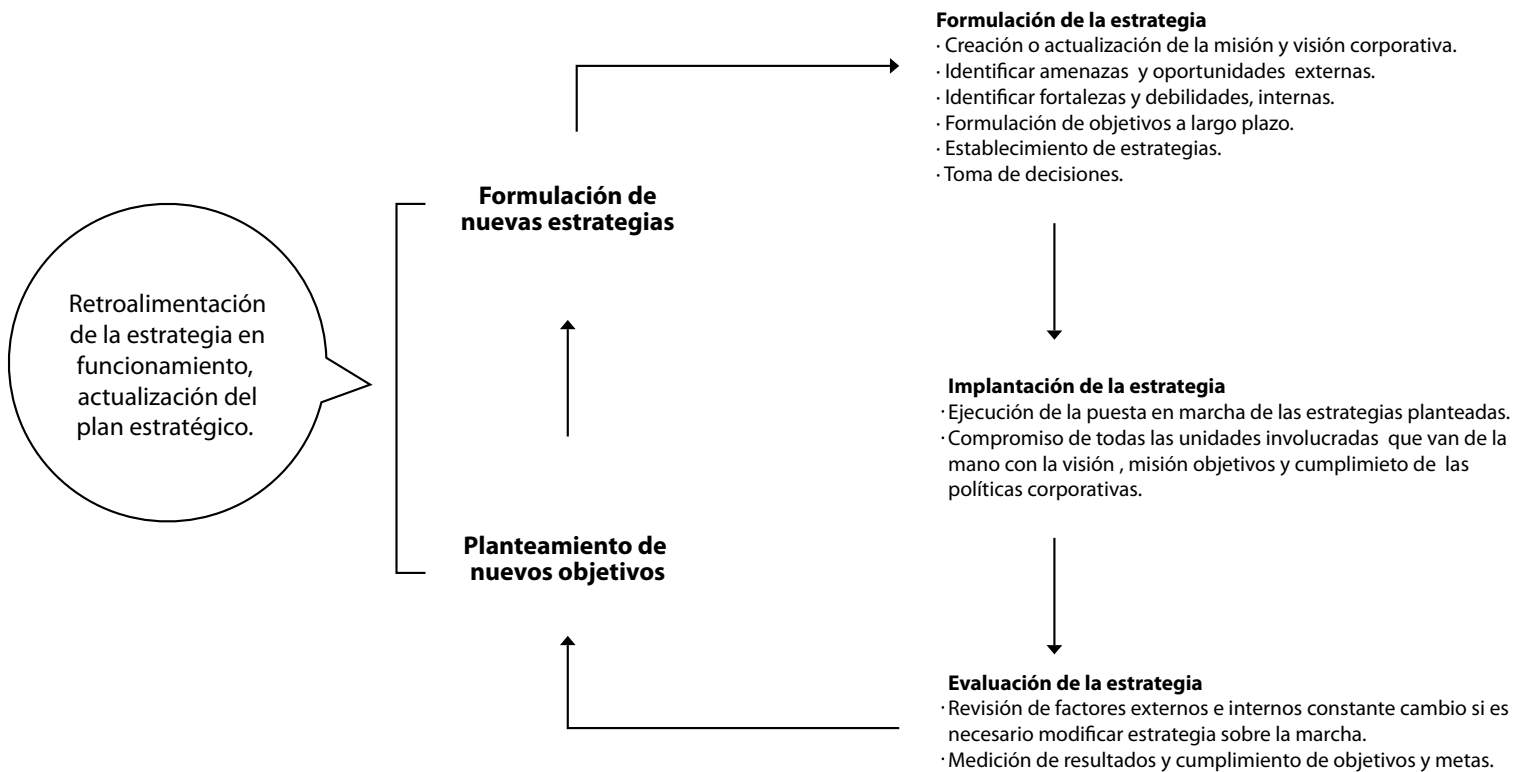 Formulación de la estrategia
· Creación o actualización de la misión y visión corporativa.
· Identificar amenazas y oportunidades externas.
· Identificar fortalezas y debilidades, internas.
· Formulación de objetivos a largo plazo.
· Establecimiento de estrategias.
· Toma de decisiones.
Formulación de
nuevas estrategias
Retroalimentación
de la estrategia en
funcionamiento,
actualización del
plan estratégico.
Implantación de la estrategia
· Ejecución de la puesta en marcha de las estrategias planteadas.
· Compromiso de todas las unidades involucradas que van de la
mano con la visión , misión objetivos y cumplimieto de las
políticas corporativas.
Planteamiento de
nuevos objetivos
Evaluación de la estrategia
· Revisión de factores externos e internos constante cambio si es
necesario modificar estrategia sobre la marcha.
· Medición de resultados y cumplimiento de objetivos y metas.